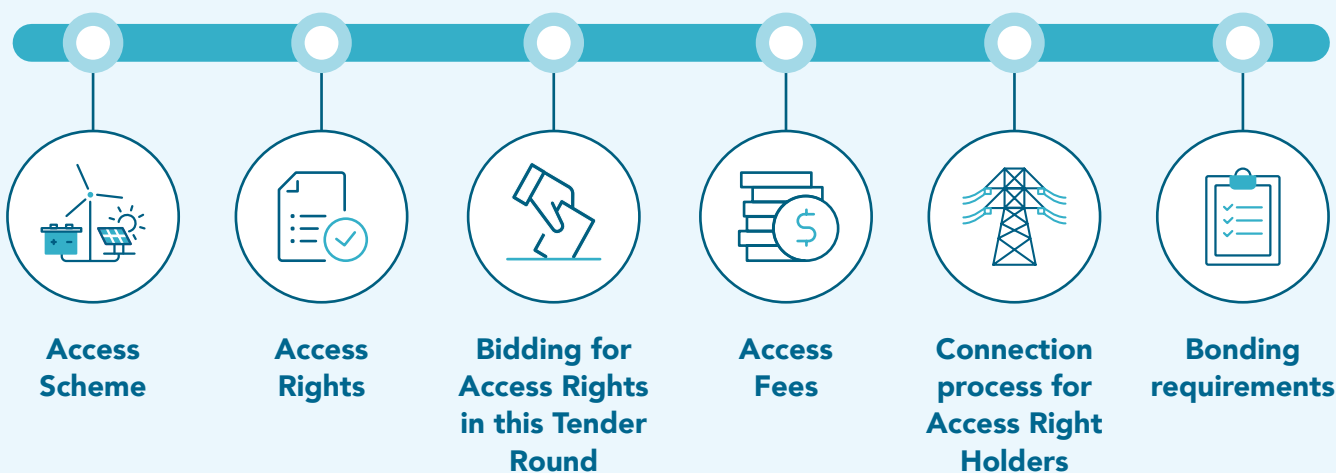 $
Access
Scheme
Access
Rights
Bidding for
Access Rights
in this Tender
Round
Access
Fees
Connection
process for
Access Right
Holders
Bonding
requirements